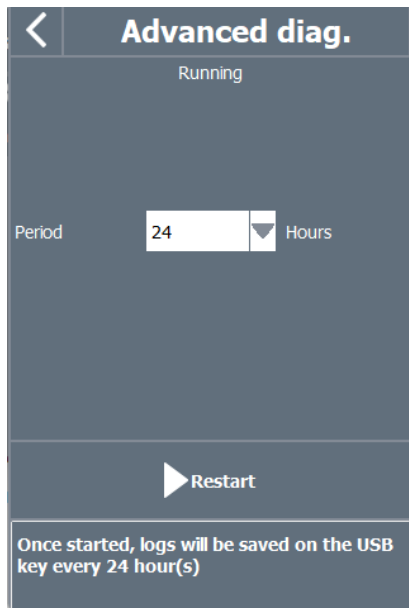 Advanced diag.
Running
Period 24 Hours
Restart
Once started, logs will be saved on the USB
key every 24 hour(s)